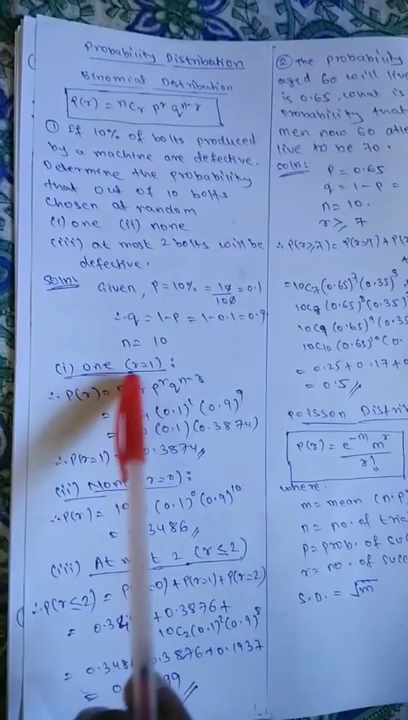 Probability Distribution
Binomial Distribution
P(r) = nCr p^r q^n-r
① If 10% of bolts produced
by a machine are defective.
Determine the probability
that out of 10 bolts
chosen at random
(i) one (ii) none
(iii) at most 2 bolts will be
defective.
Soln: Given, P = 10% = 10/100 = 0.1
∴ q = 1-P = 1-0.1 = 0.9
n = 10
(i) one (r=1):
∴ P(r) = p^r q^n-r
(0.1)^1 (0.9)^9
(0.1) (0.3874)
∴ P(r=1) 0.3874
(ii) r=0):
∴ P(r) = (0.1)^0 (0.9)^10
3486
(iii) At 2 (r≤2)
∴ P(r≤2) = =0) + P(r=1) + P(r=2)
= + 0.3876 +
10C2 (0.1)^2 (0.9)^8
= 0.3876 + 0.1937
=
② The probability
aged 60 will live
is 0.65. what is
probability that
men now 60
live to be 70.
Soln: P = 0.65
q = 1-P =
n = 10.
r ≥ 7
∴ P(r≥7) = P(r=7) + P(r
= 10C7 (0.65)^7 (0.35)^3
10C8 (0.65)^8 (0.35)
10C9 (0.65)^9 (0.35
10C10 (0.65)^10 (0.
= 0.25 + 0.17 + 0
= 0.5
Poisson Distri
P(r) = e^-m m^r / r!
where,
m = mean (n.p
n = no. of tria
p = prob. of suc
r = no. of succ
S.D. = √m